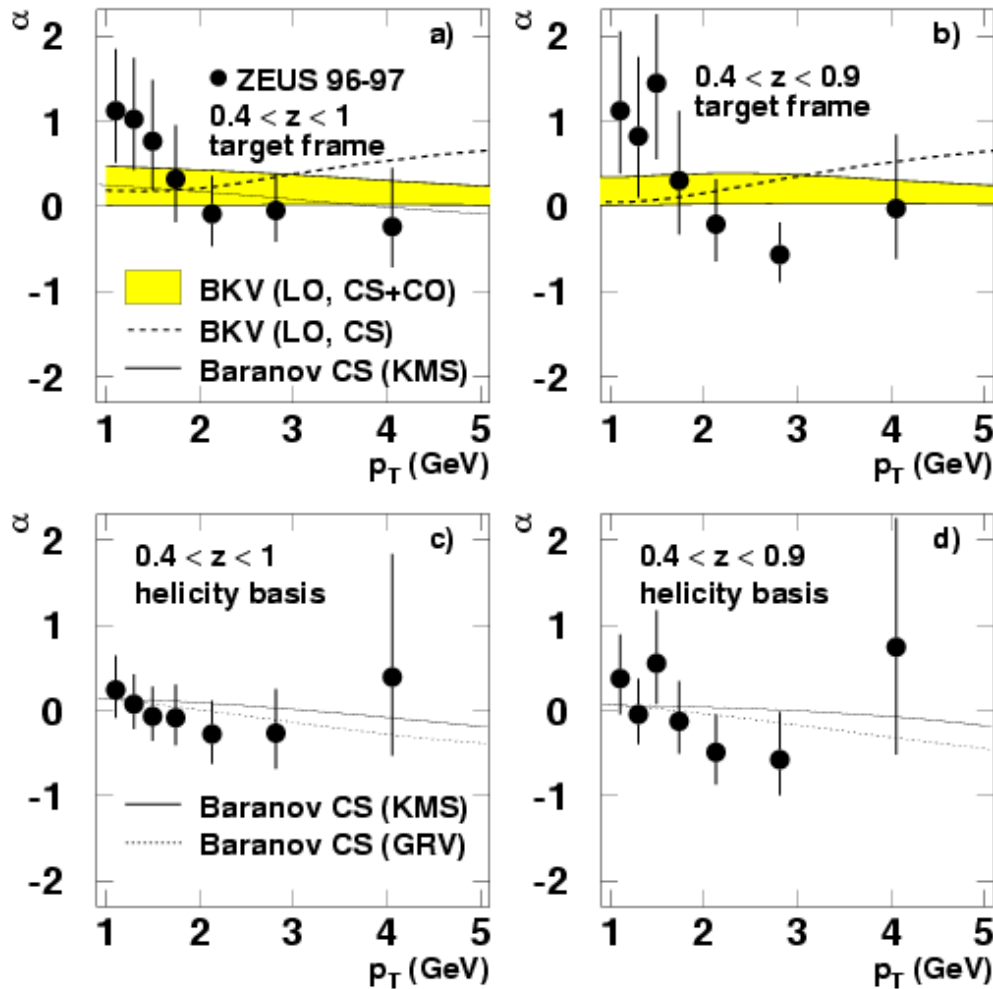 α
2
1
0
-1
-2
a)
ZEUS 96-97
0.4 < z < 1
target frame
BKV (LO, CS+CO)
BKV (LO, CS)
Baranov CS (KMS)
1 2 3 4 5
p_T (GeV)
α
2
1
0
-1
-2
b)
0.4 < z < 0.9
target frame
1 2 3 4 5
p_T (GeV)
α
2
1
0
-1
-2
c)
0.4 < z < 1
helicity basis
Baranov CS (KMS)
Baranov CS (GRV)
1 2 3 4 5
p_T (GeV)
α
2
1
0
-1
-2
d)
0.4 < z < 0.9
helicity basis
1 2 3 4 5
p_T (GeV)